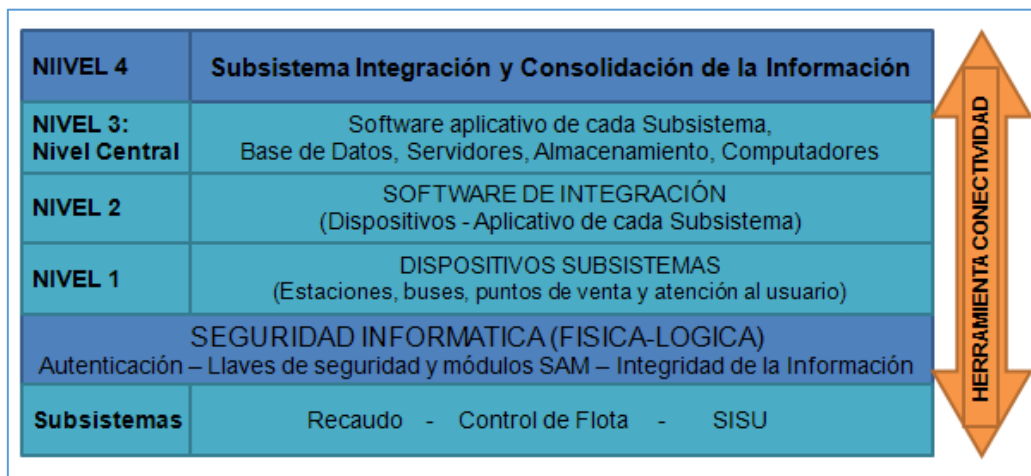 NIIVEL 4
Subsistema Integración y Consolidación de la Información
NIVEL 3:
Nivel Central
Software aplicativo de cada Subsistema,
Base de Datos, Servidores, Almacenamiento, Computadores
NIVEL 2
SOFTWARE DE INTEGRACIÓN
(Dispositivos - Aplicativo de cada Subsistema)
NIVEL 1
DISPOSITIVOS SUBSISTEMAS
(Estaciones, buses, puntos de venta y atención al usuario)
SEGURIDAD INFORMATICA (FISICA-LOGICA)
Autenticación – Llaves de seguridad y módulos SAM – Integridad de la Información
Subsistemas
Recaudo - Control de Flota - SISU
HERRAMIENTA CONECTIVIDAD